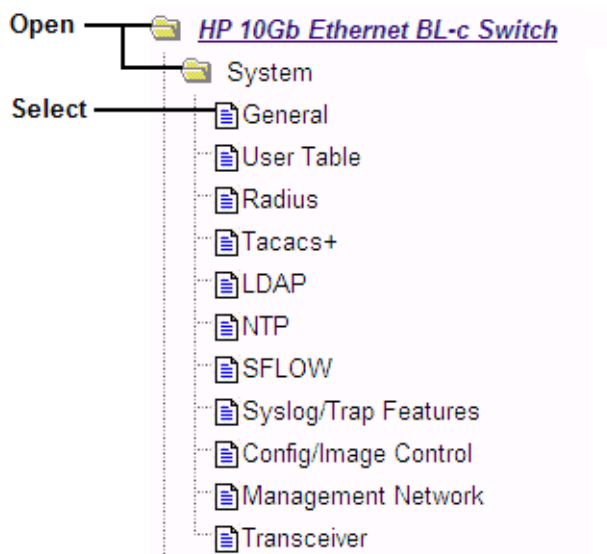 Open
HP 10Gb Ethernet BL-c Switch
System
Select
General
User Table
Radius
Tacacs+
LDAP
NTP
SFLOW
Syslog/Trap Features
Config/Image Control
Management Network
Transceiver